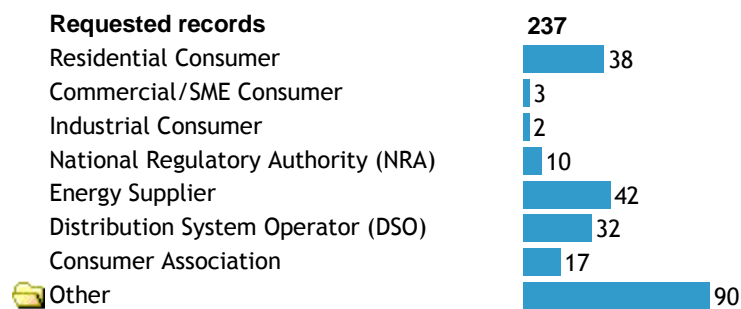 Requested records 237
Residential Consumer 38
Commercial/SME Consumer 3
Industrial Consumer 2
National Regulatory Authority (NRA) 10
Energy Supplier 42
Distribution System Operator (DSO) 32
Consumer Association 17
Other 90